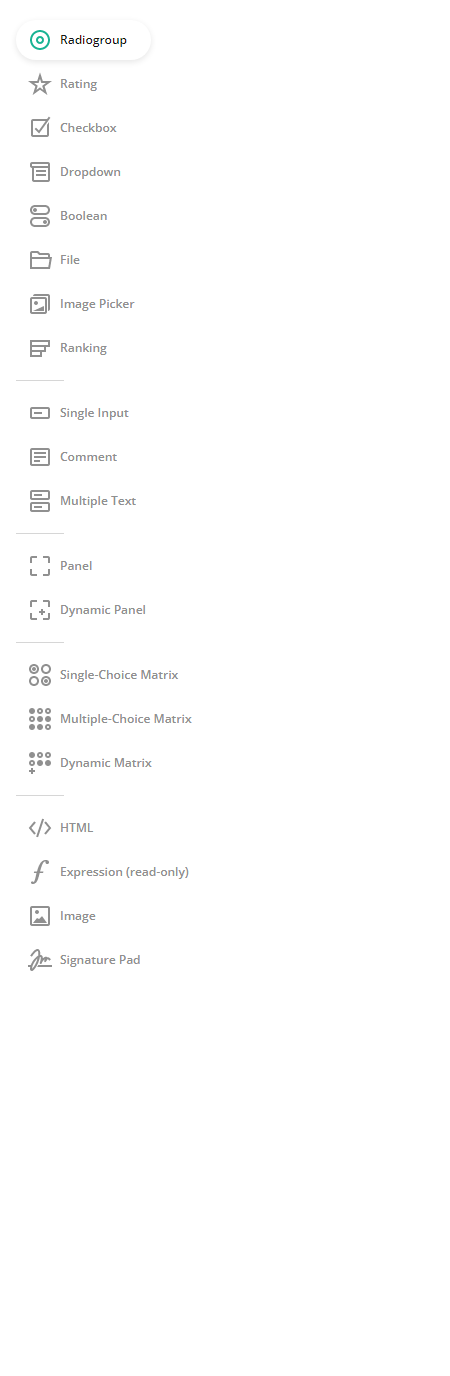 Radiogroup
Rating
Checkbox
Dropdown
Boolean
File
Image Picker
Ranking
Single Input
Comment
Multiple Text
Panel
Dynamic Panel
Single-Choice Matrix
Multiple-Choice Matrix
Dynamic Matrix
HTML
Expression (read-only)
Image
Signature Pad